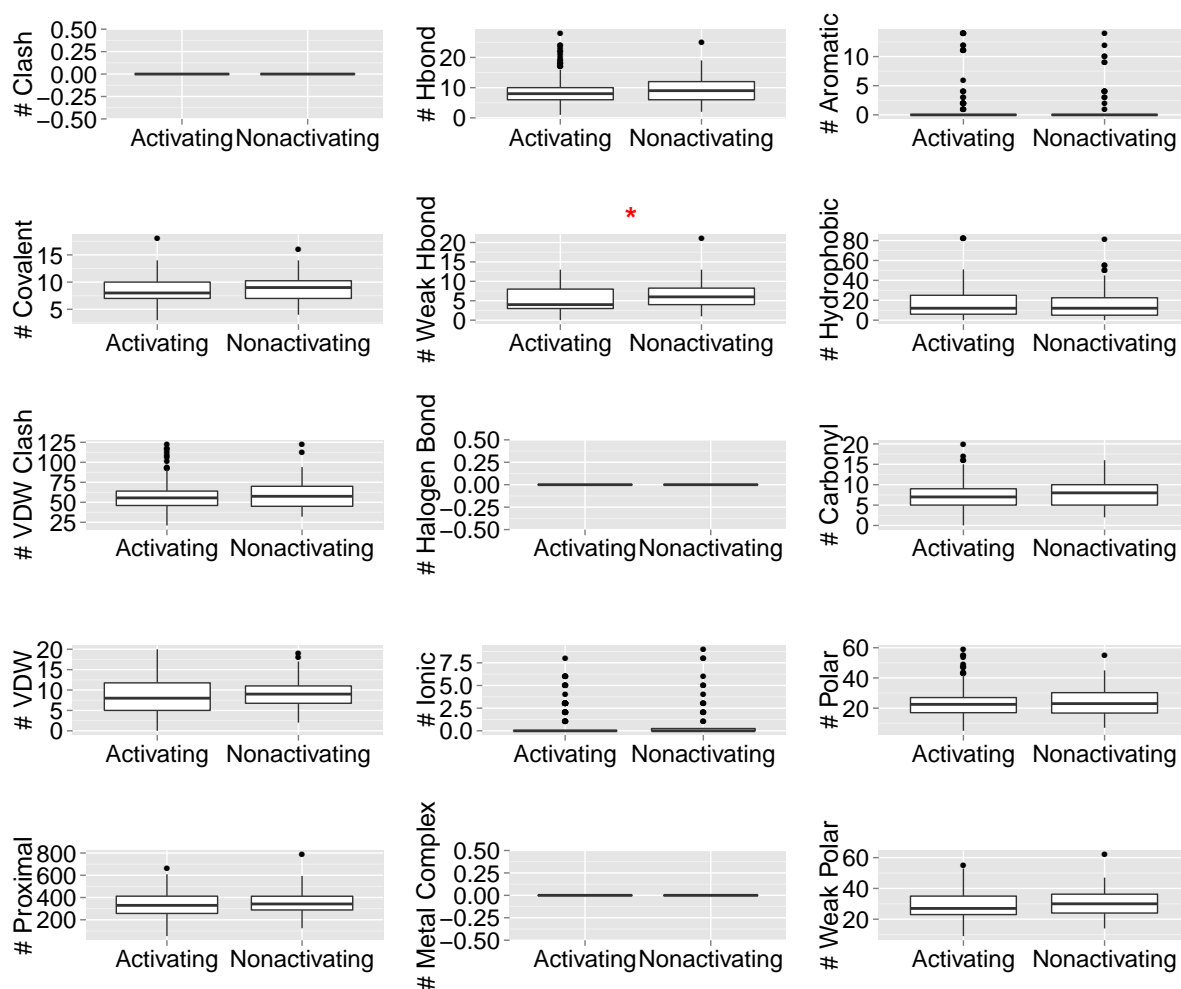 # Clash
0.50
0.25
0.00
−0.25
−0.50
Activating Nonactivating
# Hbond
20
10
0
Activating Nonactivating
# Aromatic
10
5
0
Activating Nonactivating
# Covalent
15
10
5
Activating Nonactivating
*
# Weak Hbond
20
15
10
5
0
Activating Nonactivating
# Hydrophobic
80
60
40
20
0
Activating Nonactivating
# VDW Clash
125
100
75
50
25
Activating Nonactivating
# Halogen Bond
0.50
0.25
0.00
−0.25
−0.50
Activating Nonactivating
# Carbonyl
20
15
10
5
0
Activating Nonactivating
# VDW
20
15
10
5
0
Activating Nonactivating
# Ionic
7.5
5.0
2.5
0.0
Activating Nonactivating
# Polar
60
40
20
Activating Nonactivating
# Proximal
800
600
400
200
Activating Nonactivating
# Metal Complex
0.50
0.25
0.00
−0.25
−0.50
Activating Nonactivating
# Weak Polar
60
40
20
Activating Nonactivating